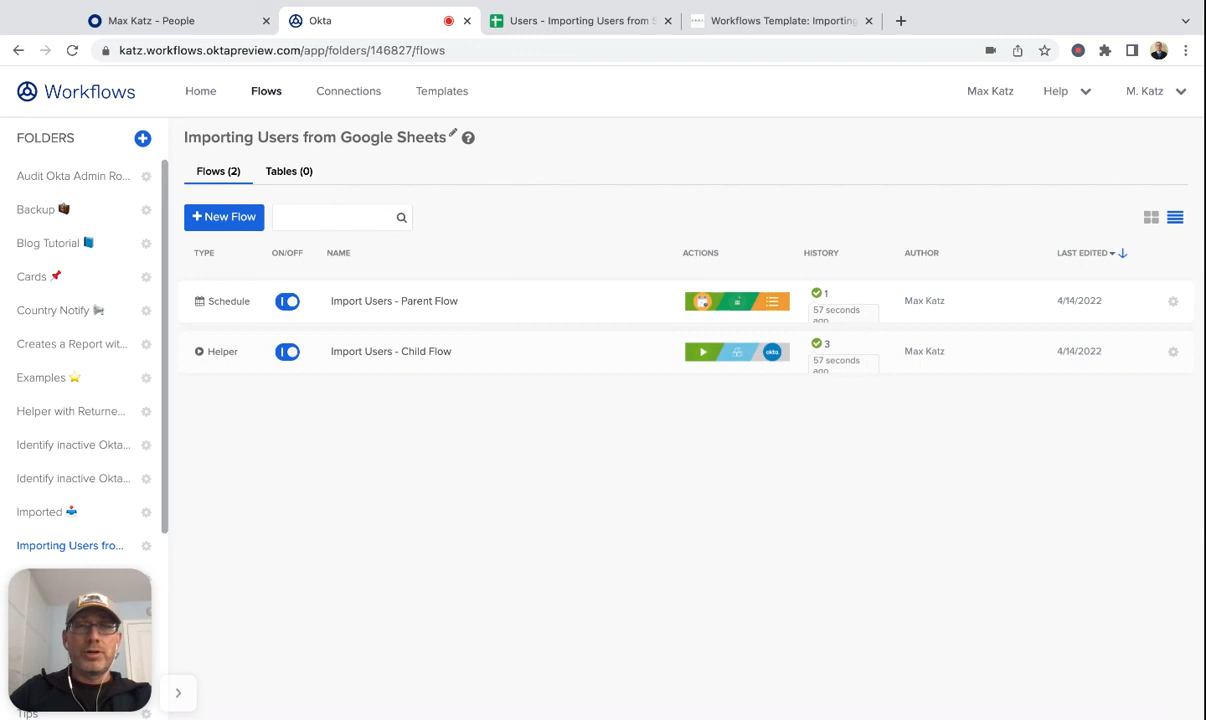 Max Katz - People
Okta
Users - Importing Users from S
Workflows Template: Importing
katz.workflows.oktapreview.com/app/folders/146827/flows
Workflows
Home
Flows
Connections
Templates
Max Katz
Help
M. Katz
FOLDERS
Audit Okta Admin Ro...
Backup
Blog Tutorial
Cards
Country Notify
Creates a Report wit...
Examples
Helper with Returne...
Identify inactive Okta...
Identify inactive Okta...
Imported
Importing Users fro...
Tips
Importing Users from Google Sheets
Flows (2)
Tables (0)
+ New Flow
TYPE ON/OFF NAME ACTIONS HISTORY AUTHOR LAST EDITED
Schedule Import Users - Parent Flow 1 Max Katz 4/14/2022
57 seconds
ago
Helper Import Users - Child Flow okta 3 Max Katz 4/14/2022
57 seconds
ago